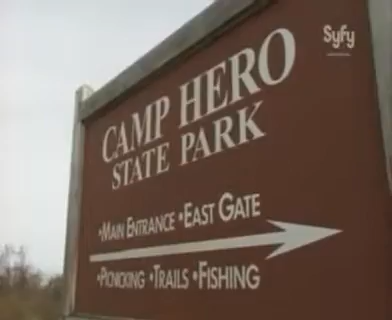 Syfy
CAMP HERO
STATE PARK
•MAIN ENTRANCE •EAST GATE
•PICNICKING •TRAILS •FISHING